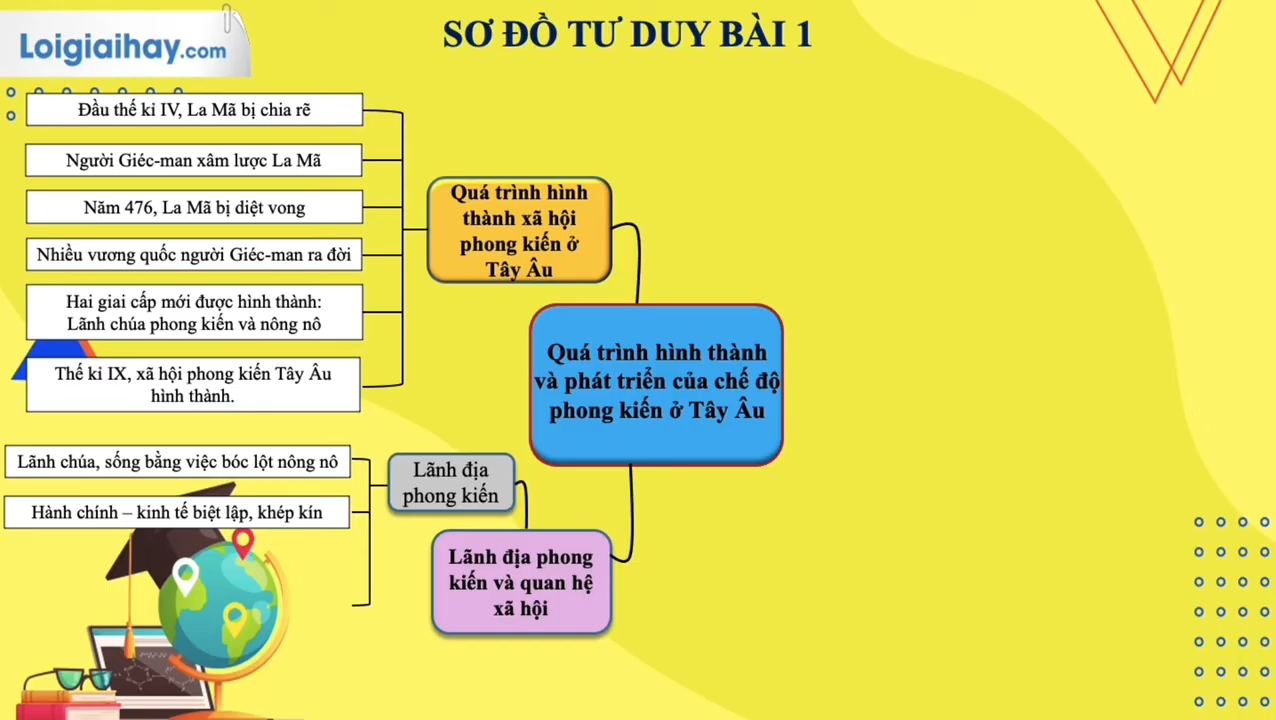 Loigiaihay.com
SƠ ĐỒ TƯ DUY BÀI 1
Đầu thế kỉ IV, La Mã bị chia rẽ
Người Giéc-man xâm lược La Mã
Năm 476, La Mã bị diệt vong
Nhiều vương quốc người Giéc-man ra đời
Hai giai cấp mới được hình thành:
Lãnh chúa phong kiến và nông nô
Thế kỉ IX, xã hội phong kiến Tây Âu
hình thành.
Quá trình hình
thành xã hội
phong kiến ở
Tây Âu
Quá trình hình thành
và phát triển của chế độ
phong kiến ở Tây Âu
Lãnh chúa, sống bằng việc bóc lột nông nô
Hành chính – kinh tế biệt lập, khép kín
Lãnh địa
phong kiến
Lãnh địa phong
kiến và quan hệ
xã hội